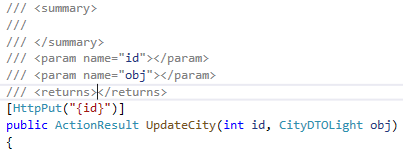 /// <summary>
///
/// </summary>
/// <param name="id"></param>
/// <param name="obj"></param>
/// <returns></returns>
[HttpPut("{id}")]
public ActionResult UpdateCity(int id, CityDTOLight obj)
{